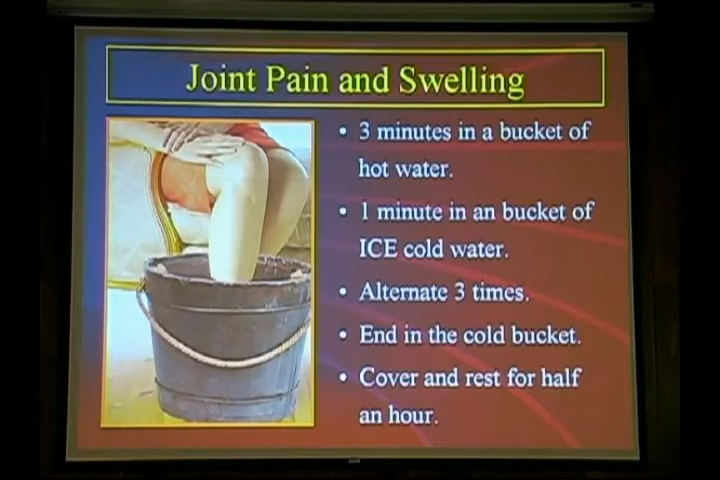 Joint Pain and Swelling
• 3 minutes in a bucket of
hot water.
• 1 minute in an bucket of
ICE cold water.
• Alternate 3 times.
• End in the cold bucket.
• Cover and rest for half
an hour.